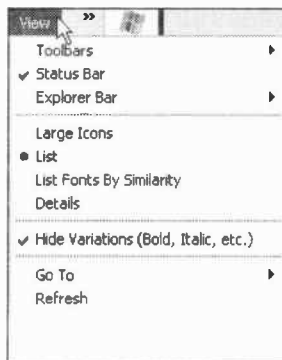 View »
Toolbars
Status Bar
Explorer Bar
Large Icons
List
List Fonts By Similarity
Details
Hide Variations (Bold, Italic, etc.)
Go To
Refresh